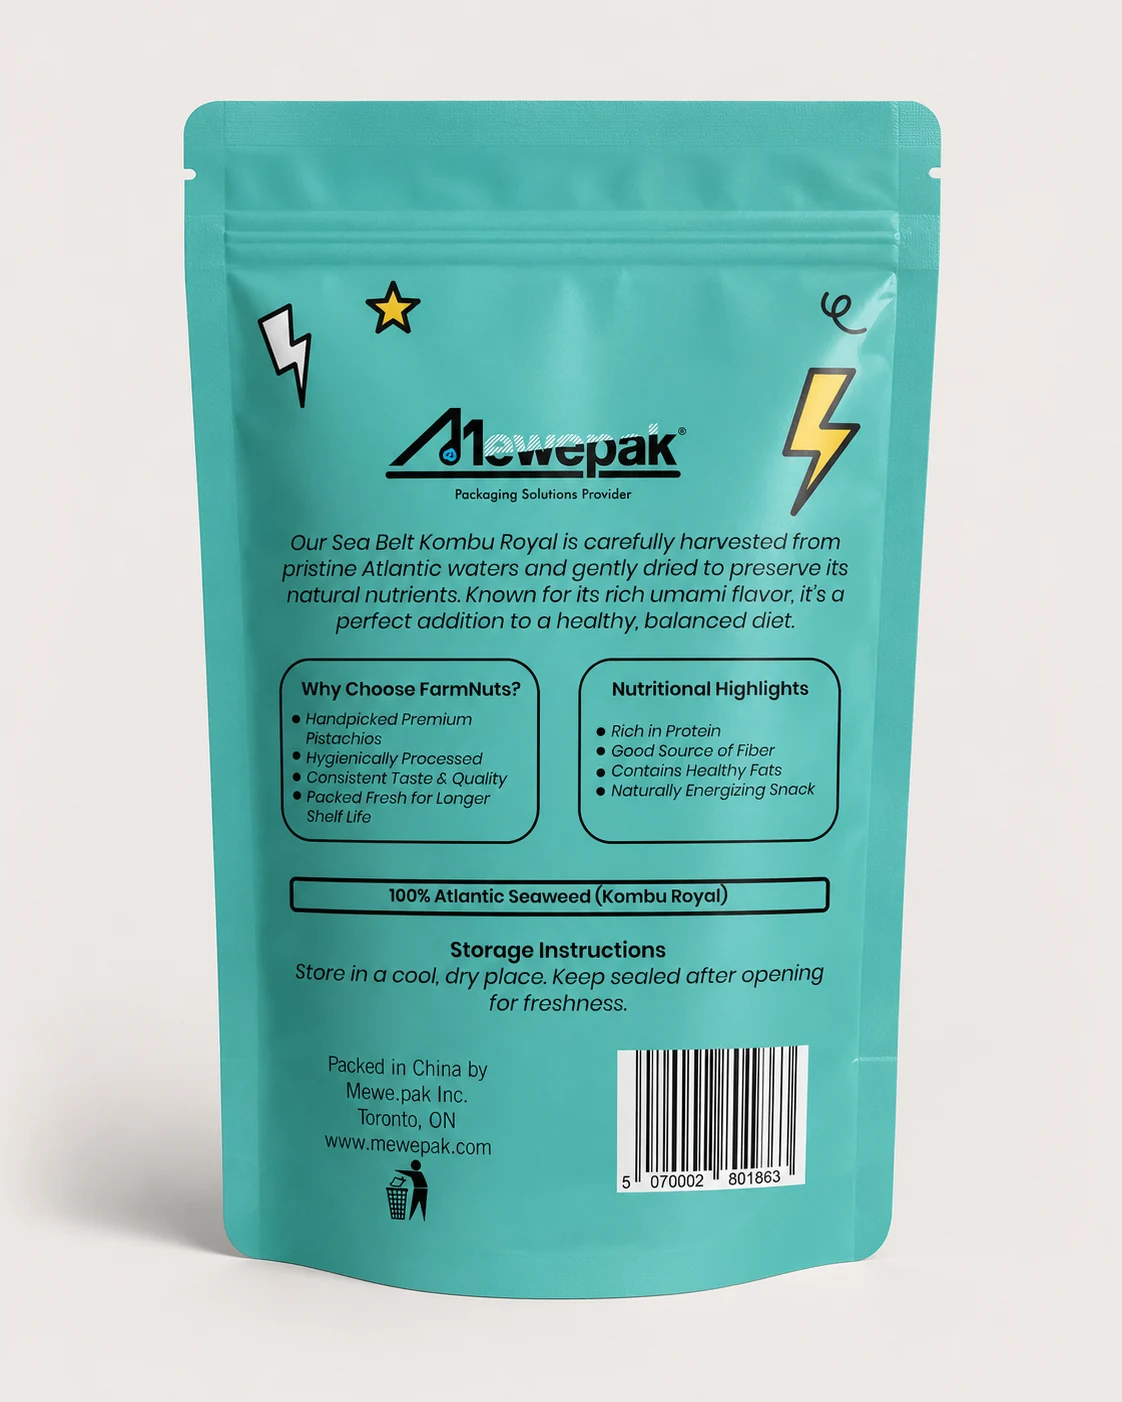 Mewepak®
Packaging Solutions Provider
Our Sea Belt Kombu Royal is carefully harvested from
pristine Atlantic waters and gently dried to preserve its
natural nutrients. Known for its rich umami flavor, it's a
perfect addition to a healthy, balanced diet.
Why Choose FarmNuts?
● Handpicked Premium
Pistachios
● Hygienically Processed
● Consistent Taste & Quality
● Packed Fresh for Longer
Shelf Life
Nutritional Highlights
● Rich in Protein
● Good Source of Fiber
● Contains Healthy Fats
● Naturally Energizing Snack
100% Atlantic Seaweed (Kombu Royal)
Storage Instructions
Store in a cool, dry place. Keep sealed after opening
for freshness.
Packed in China by
Mewe.pak Inc.
Toronto, ON
www.mewepak.com
5 070002 801863